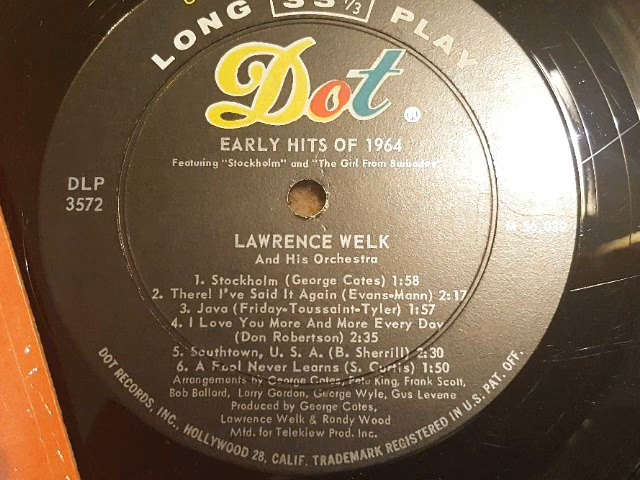 LONG 33 1/3 PLAY
Dot
EARLY HITS OF 1964
Featuring "Stockholm" and "The Girl From Barbados"
DLP
3572
LAWRENCE WELK
And His Orchestra
1. Stockholm (George Cates) 1:58
2. There! I've Said It Again (Evans-Mann) 2:17
3. Java (Friday-Toussaint-Tyler) 1:57
4. I Love You More And More Every Day
(Don Robertson) 2:35
5. Southtown, U. S. A. (B. Sherrill) 2:30
6. A Fool Never Learns (S. Curtis) 1:50
Arrangements by George Cates, Pete King, Frank Scott,
Bob Ballard, Larry Gordon, George Wyle, Gus Levene
Produced by George Cates,
Lawrence Welk & Randy Wood
Mfd. for Teleklew Prod. Inc.
DOT RECORDS, INC., HOLLYWOOD 28, CALIF. TRADEMARK REGISTERED IN U.S. PAT. OFF.